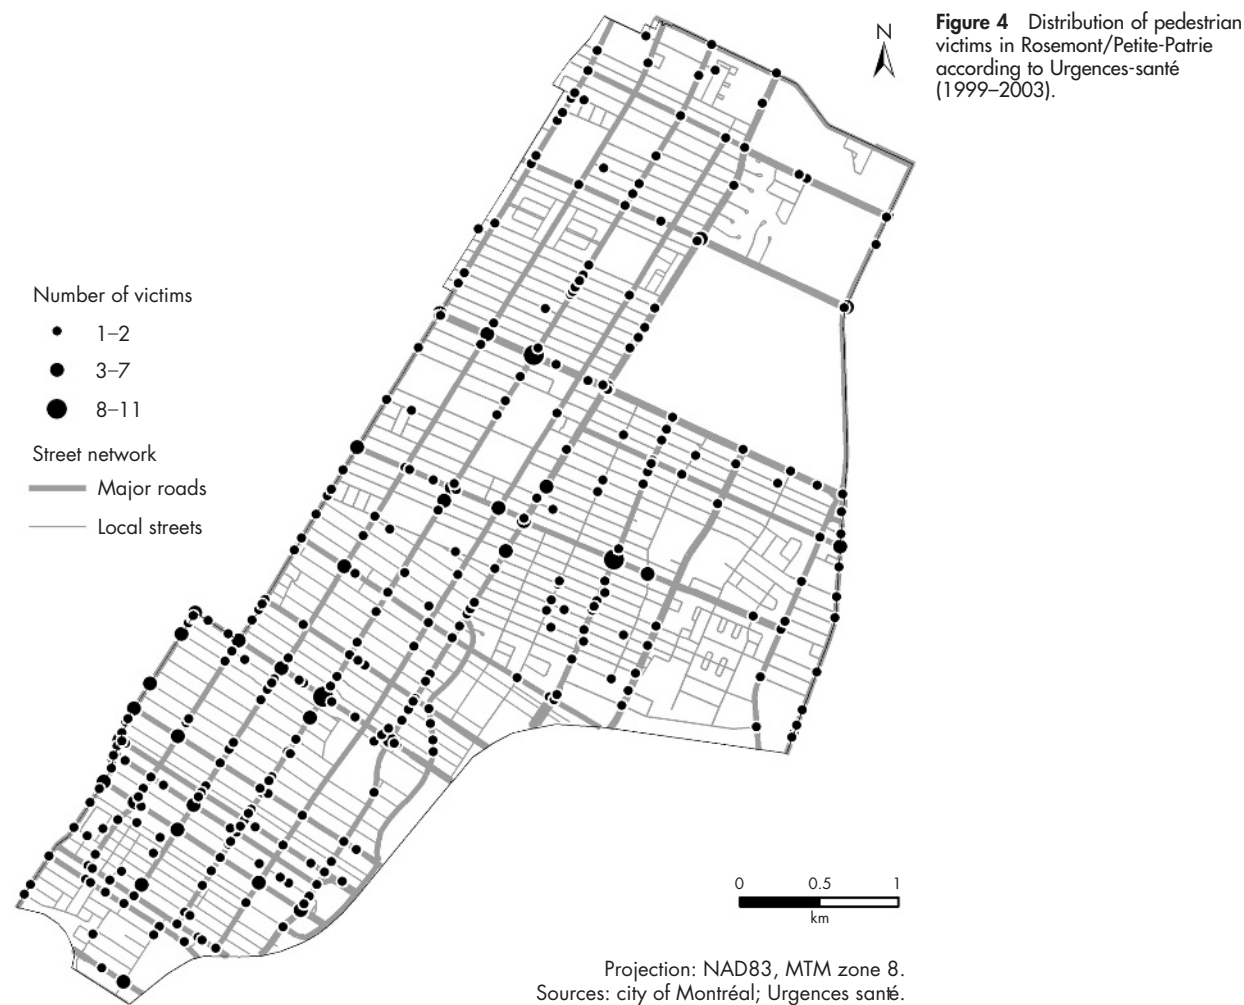 Figure 4 Distribution of pedestrian
victims in Rosemont/Petite-Patrie
according to Urgences-santé
(1999–2003).
N
Number of victims
1–2
3–7
8–11
Street network
Major roads
Local streets
0 0.5 1
km
Projection: NAD83, MTM zone 8.
Sources: city of Montréal; Urgences santé.